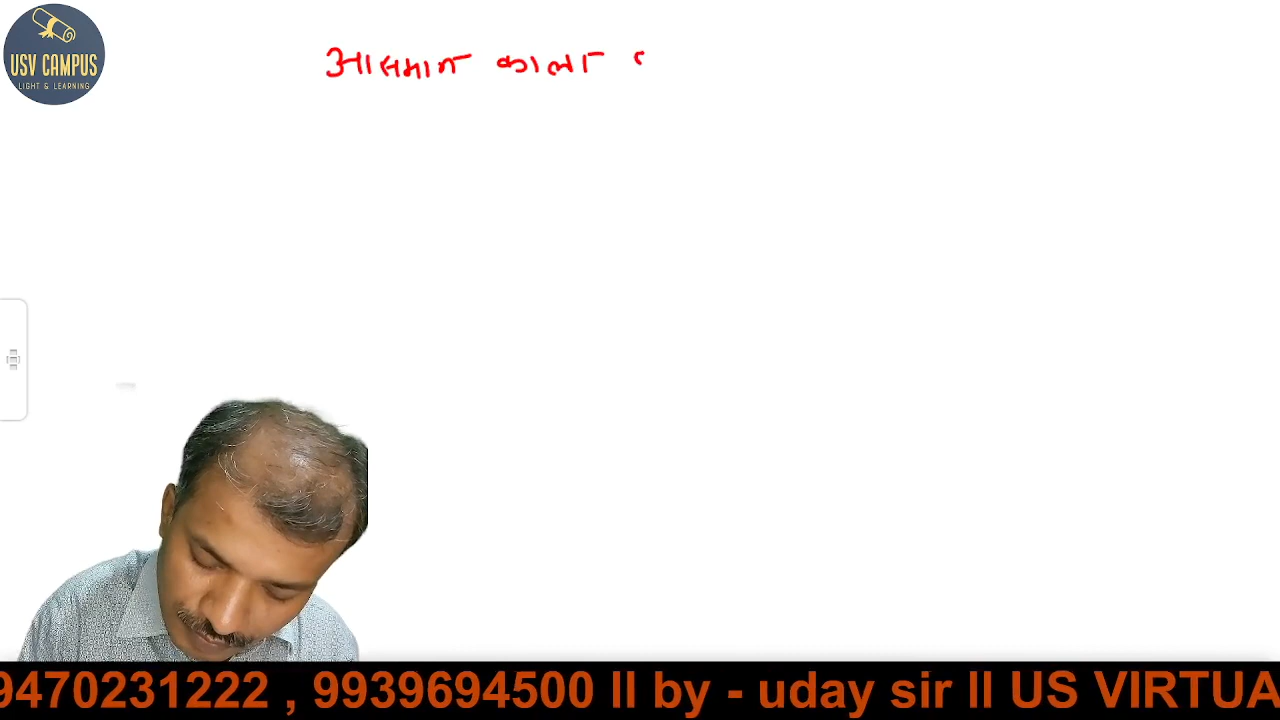 USV CAMPUS
LIGHT & LEARNING
आसमान काला
9470231222 , 9939694500 ll by - uday sir ll US VIRTUA